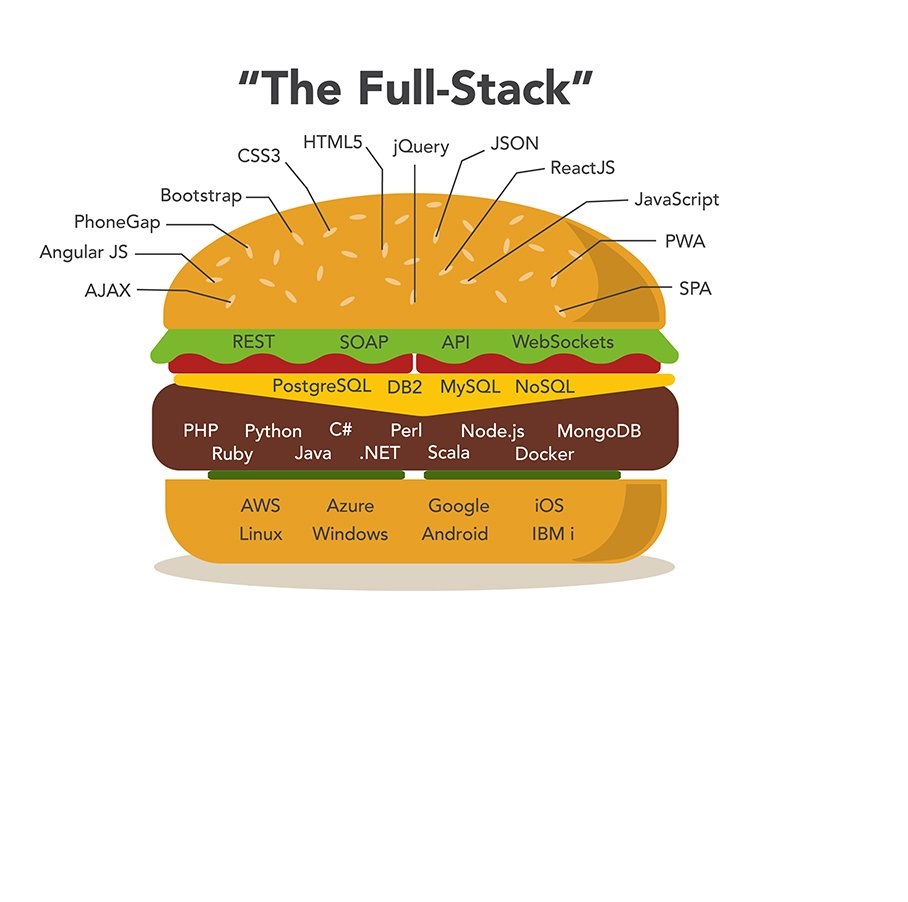 “The Full-Stack”
HTML5 jQuery JSON
CSS3 ReactJS
Bootstrap JavaScript
PhoneGap PWA
Angular JS
AJAX SPA
REST SOAP API WebSockets
PostgreSQL DB2 MySQL NoSQL
PHP Python C# Perl Node.js MongoDB
Ruby Java .NET Scala Docker
AWS Azure Google iOS
Linux Windows Android IBM i